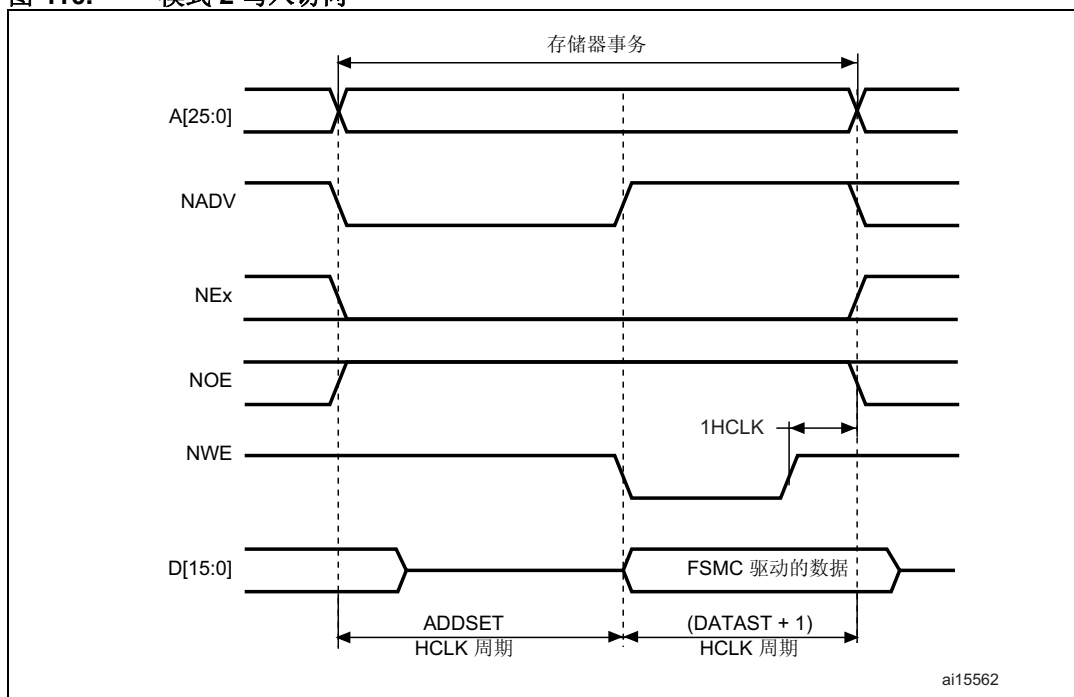 存储器事务
A[25:0]
NADV
NEx
NOE
1HCLK
NWE
D[15:0]
FSMC 驱动的数据
ADDSET
HCLK 周期
(DATAST + 1)
HCLK 周期
ai15562